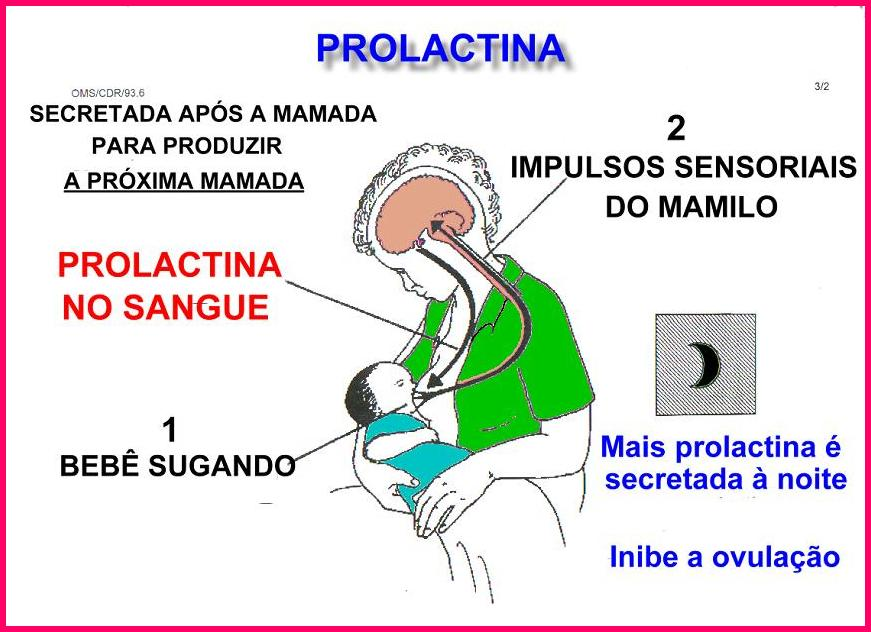 PROLACTINA
OMS/CDR/93.6
3/2
SECRETADA APÓS A MAMADA
PARA PRODUZIR
A PRÓXIMA MAMADA
2
IMPULSOS SENSORIAIS
DO MAMILO
PROLACTINA
NO SANGUE
1
BEBÊ SUGANDO
Mais prolactina é
secretada à noite
Inibe a ovulação